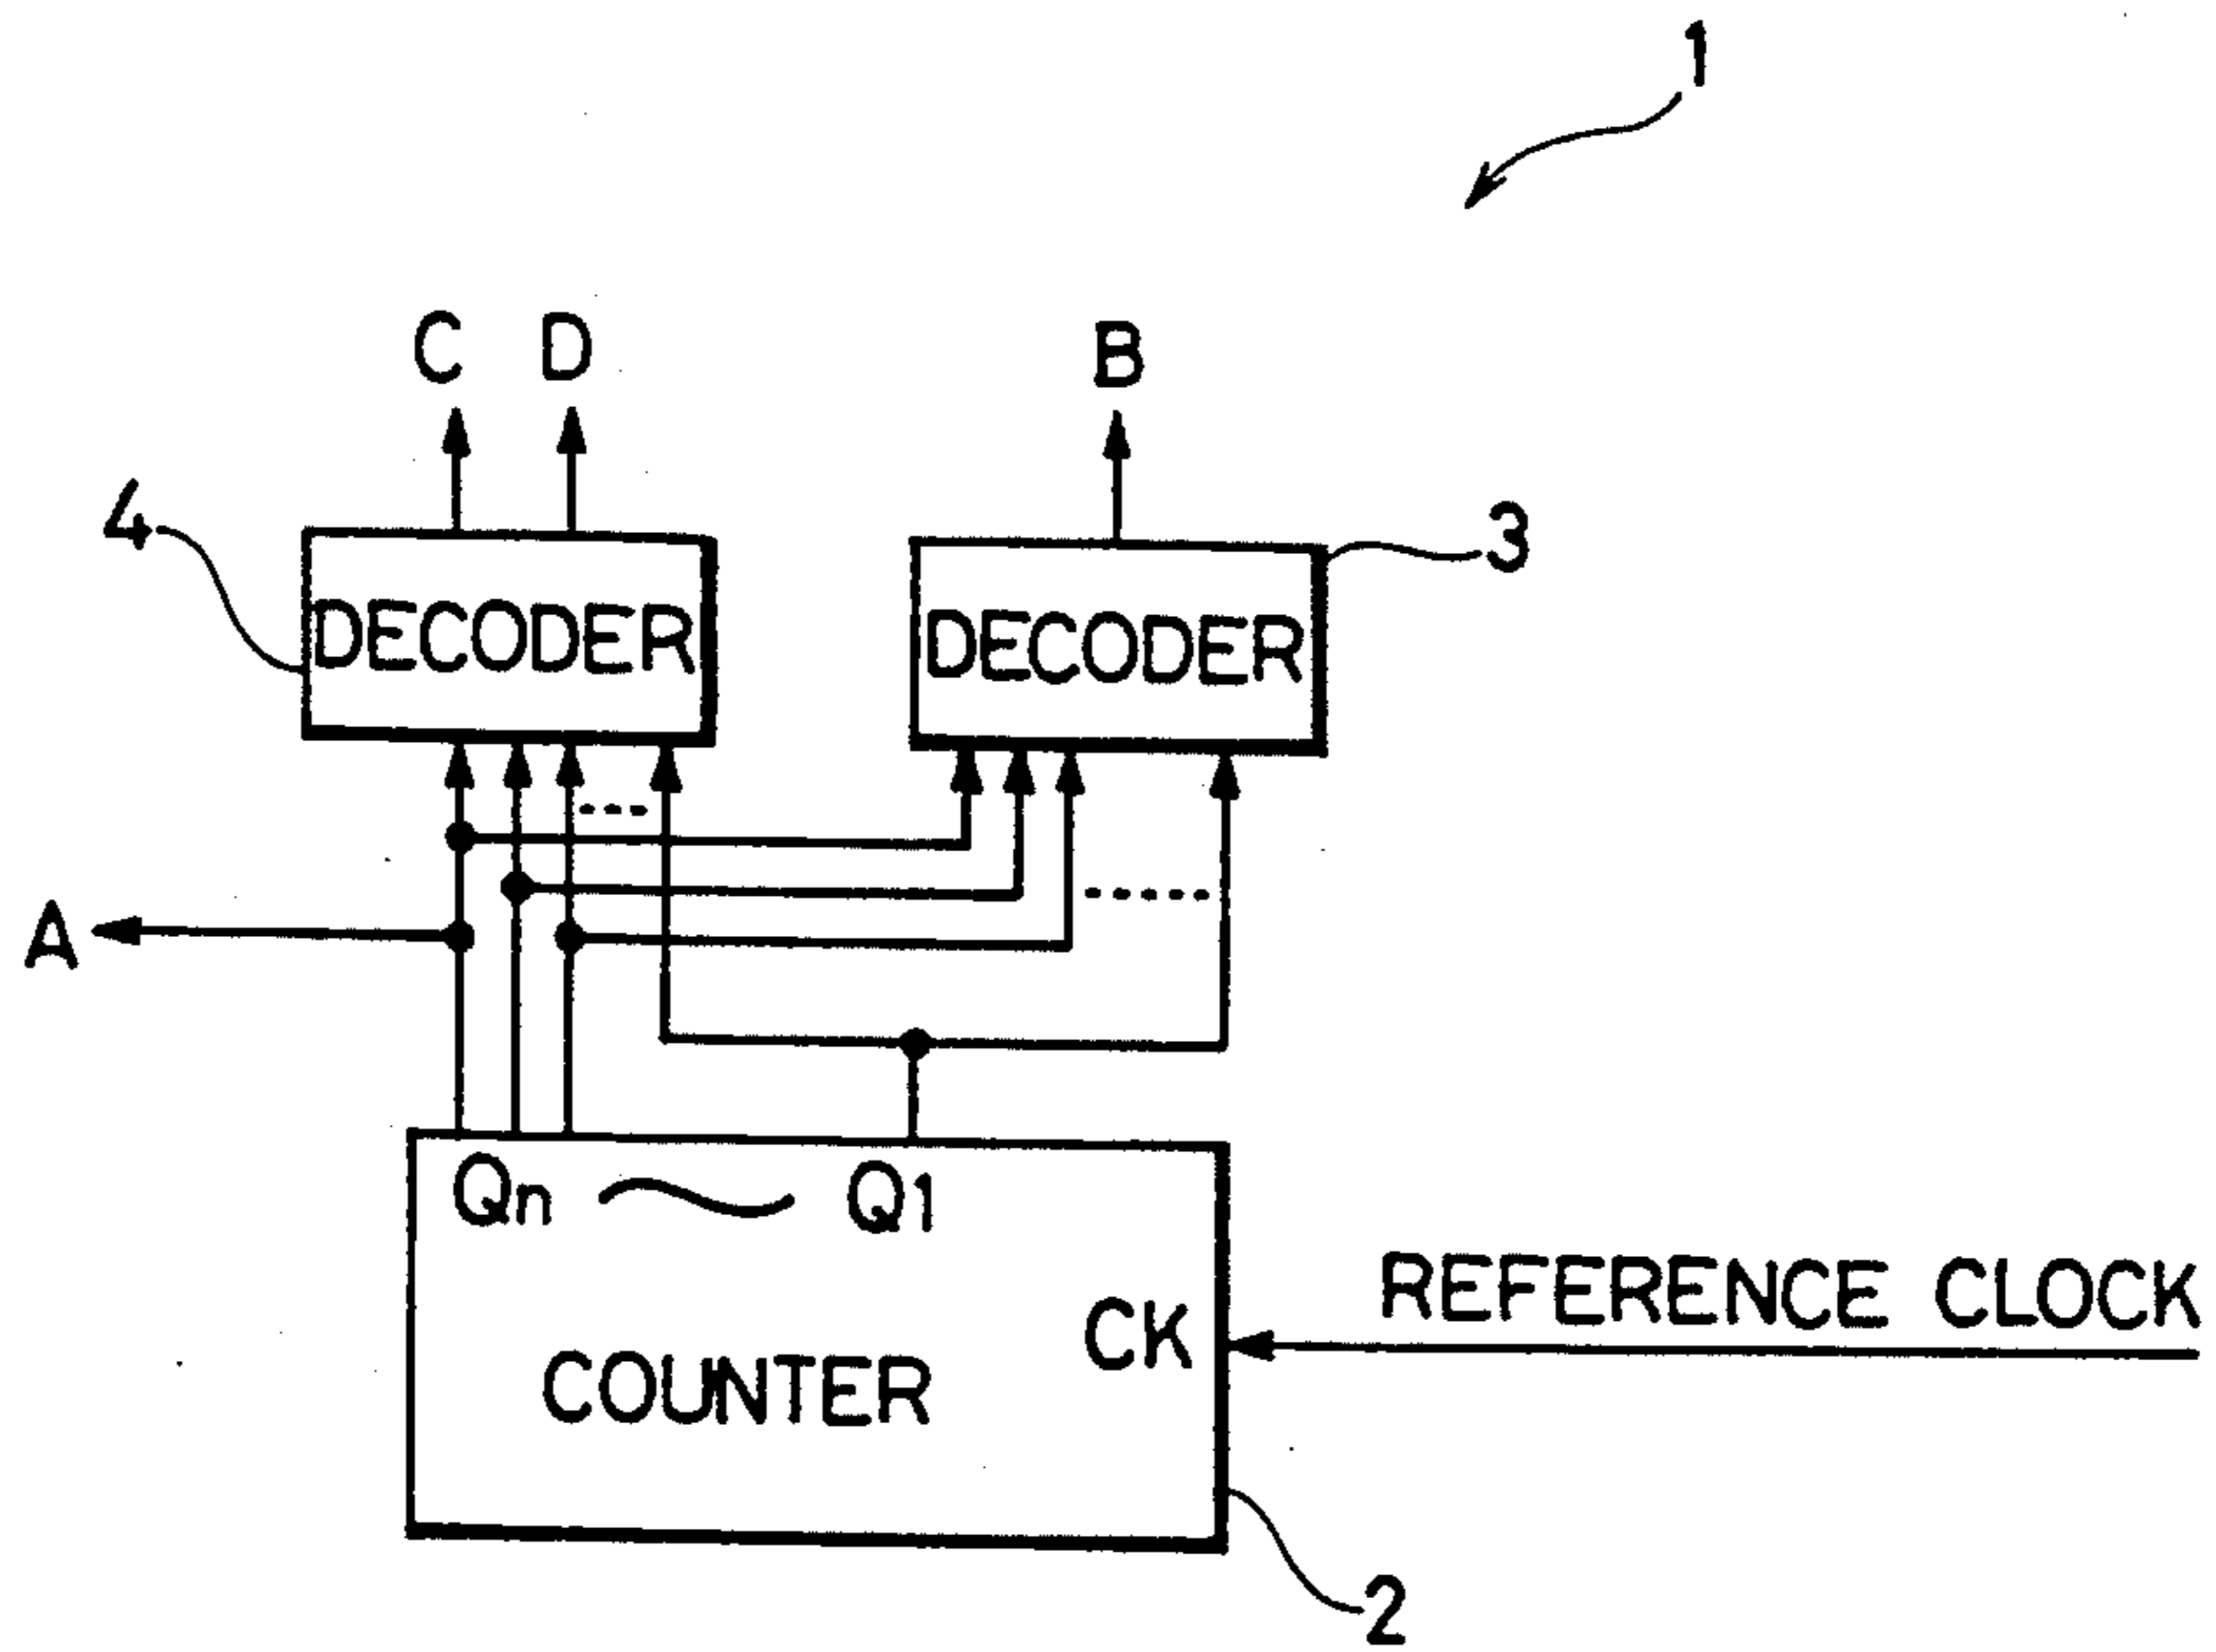 1
C D B
4 3
DECODER DECODER
A
Qn ~ Q1
REFERENCE CLOCK
CK
COUNTER
2